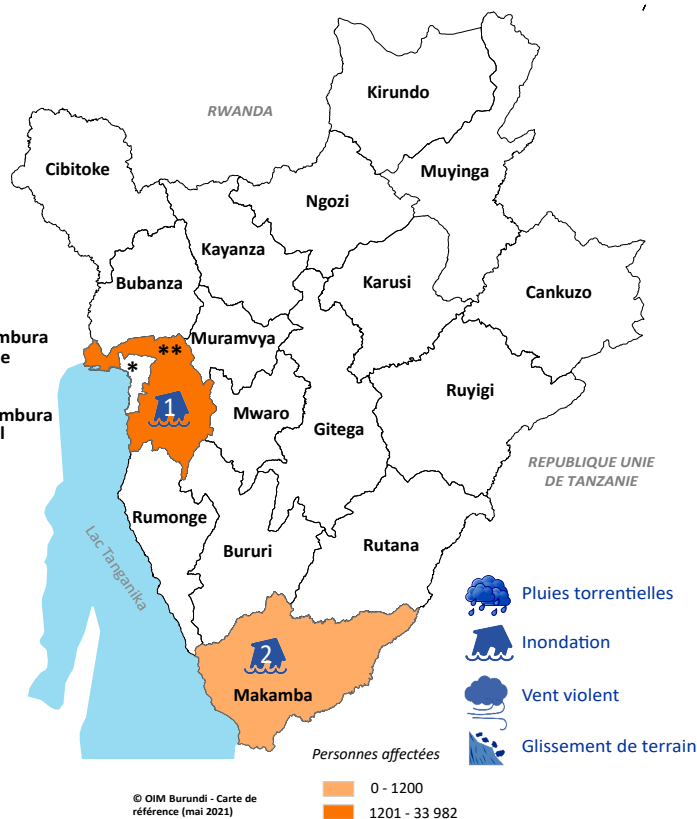 RWANDA
Kirundo
Cibitoke
Muyinga
Ngozi
Kayanza
Karusi
Bubanza
Cankuzo
mbura
e
**
Muramvya
*
Ruyigi
1
mbura
l
Mwaro
Gitega
REPUBLIQUE UNIE
DE TANZANIE
Rumonge
Bururi
Rutana
Lac Tanganika
Pluies torrentielles
Inondation
2
Makamba
Vent violent
Glissement de terrain
Personnes affectées
0 - 1200
1201 - 33 982
© OIM Burundi - Carte de
référence (mai 2021)